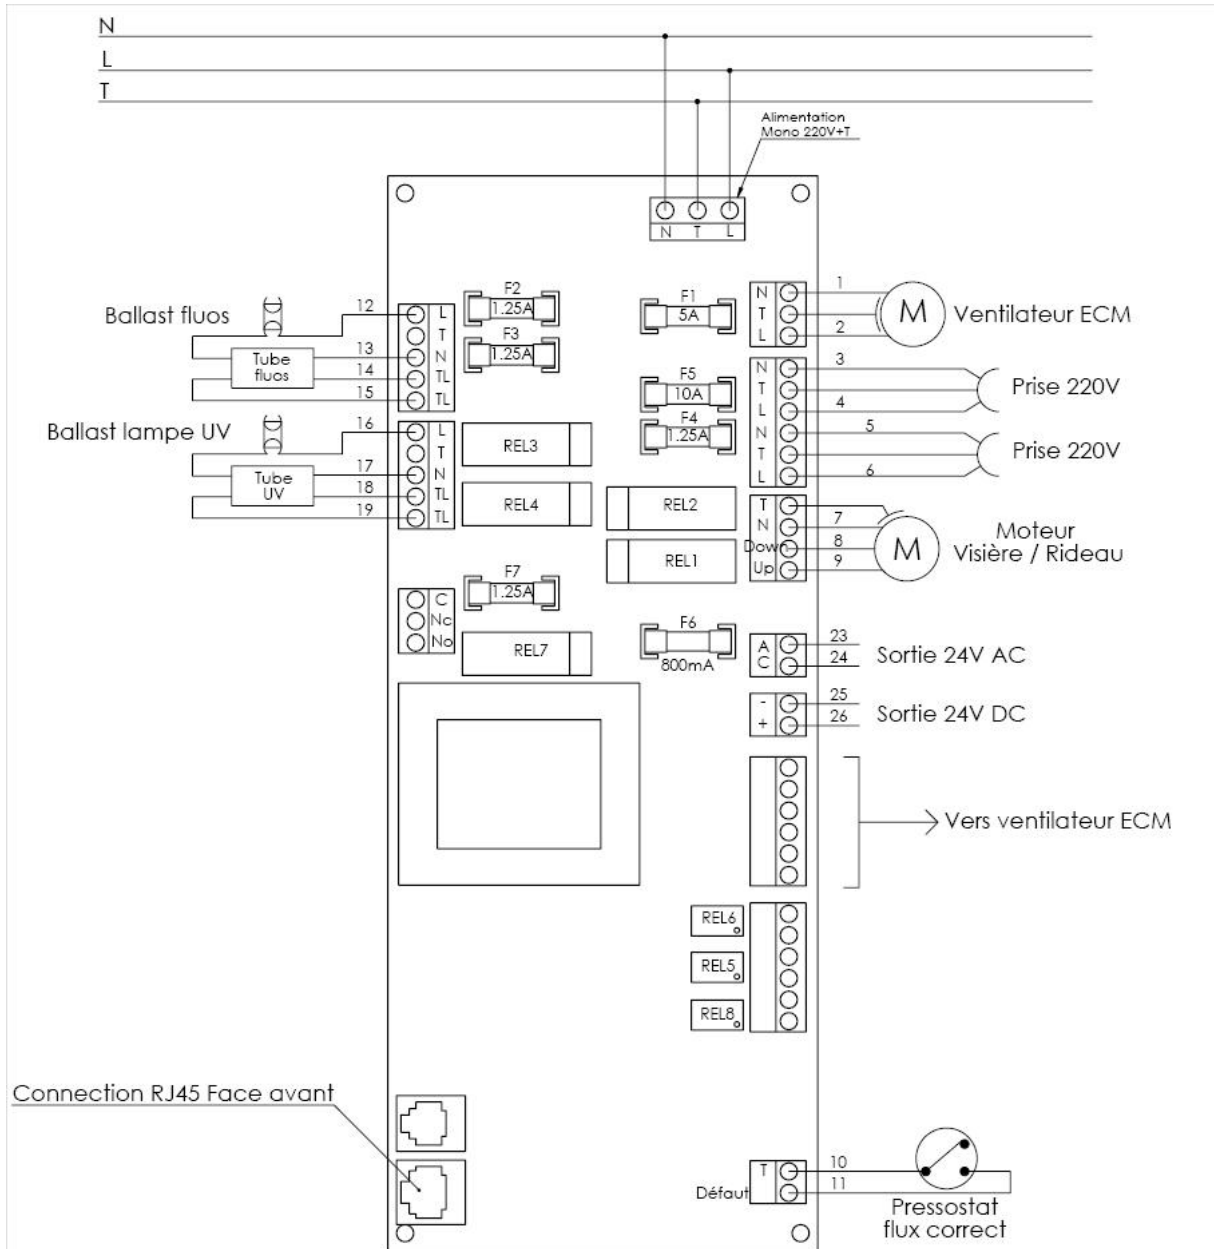 N
L
T
Alimentation
Mono 220V+T
N T L
Ballast fluos
12
13
14
15
Tube
fluos
L
T
N
TL
TL
F2
1.25A
F3
1.25A
F1
5A
N
T
L
1
2
M
Ventilateur ECM
F5
10A
F4
1.25A
N
T
L
N
T
L
3
4
5
6
Prise 220V
Prise 220V
Ballast lampe UV
16
17
18
19
Tube
UV
L
T
N
TL
TL
REL3
REL4
REL2
REL1
T
N
Down
Up
7
8
9
M
Moteur
Visière / Rideau
F7
1.25A
C
Nc
No
REL7
F6
800mA
A
C
23
24
Sortie 24V AC
-
+
25
26
Sortie 24V DC
Vers ventilateur ECM
REL6
REL5
REL8
Connection RJ45 Face avant
T
Défaut
10
11
Pressostat
flux correct